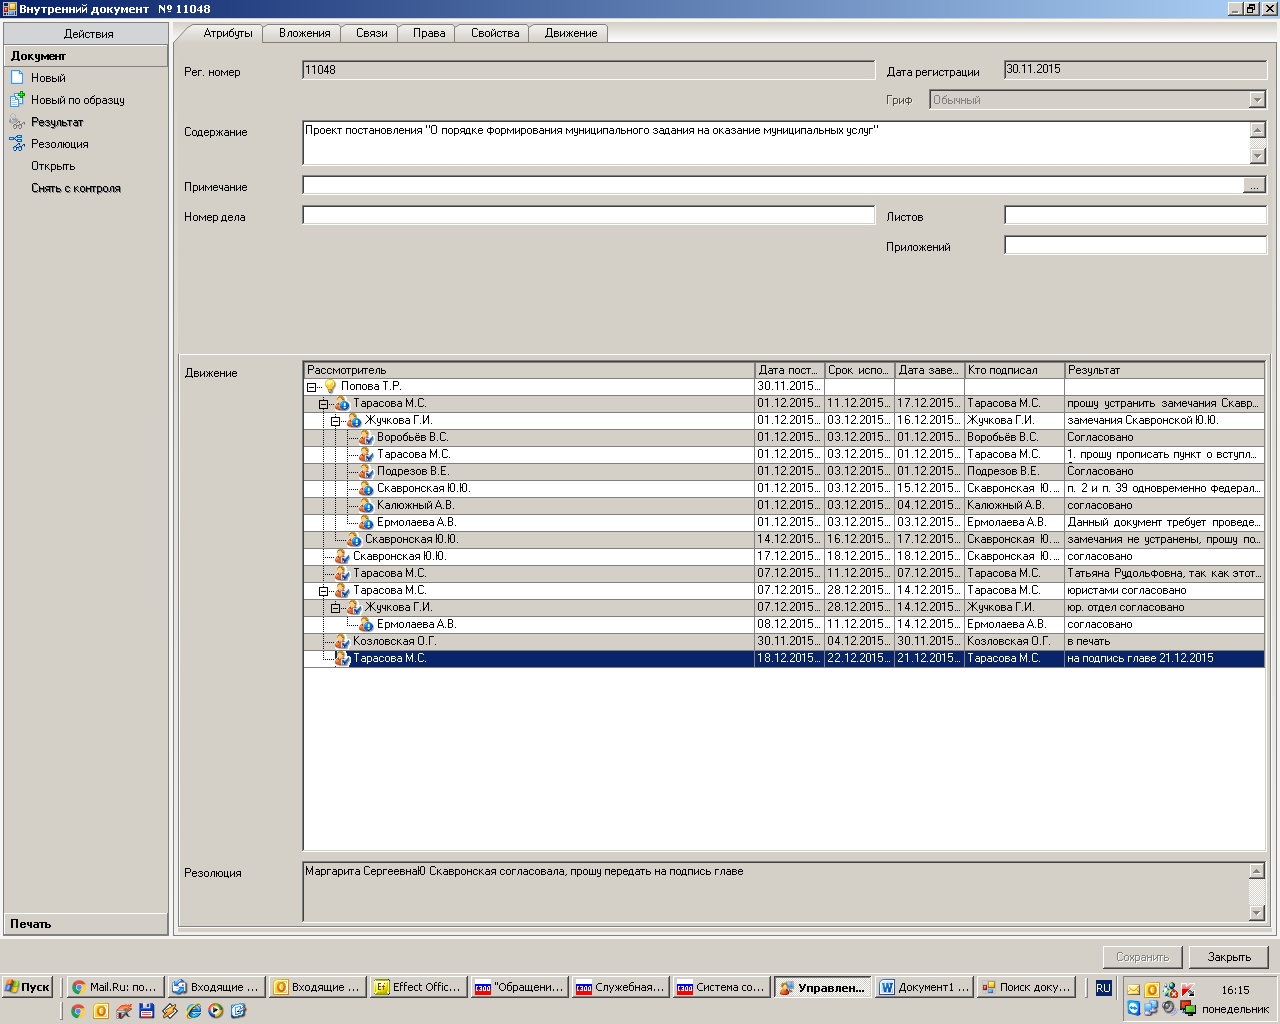 Внутренний документ № 11048
Действия
Документ
Новый
Новый по образцу
Результат
Резолюция
Открыть
Снять с контроля
Печать
Атрибуты Вложения Связи Права Свойства Движение
Рег. номер 11048 Дата регистрации 30.11.2015
Гриф Обычный
Содержание Проект постановления "О порядке формирования муниципального задания на оказание муниципальных услуг"
Примечание ...
Номер дела Листов
Приложений
Движение
Рассмотритель Дата пост... Срок испо... Дата заве... Кто подписал Результат
Попова Т.Р. 30.11.2015...
Тарасова М.С. 01.12.2015... 11.12.2015... 17.12.2015... Тарасова М.С. прошу устранить замечания Скавр...
Жучкова Г.И. 01.12.2015... 03.12.2015... 16.12.2015... Жучкова Г.И. замечания Скавронской Ю.Ю.
Воробьёв В.С. 01.12.2015... 03.12.2015... 01.12.2015... Воробьёв В.С. Согласовано
Тарасова М.С. 01.12.2015... 03.12.2015... 01.12.2015... Тарасова М.С. 1. прошу прописать пункт о вступл...
Подрезов В.Е. 01.12.2015... 03.12.2015... 01.12.2015... Подрезов В.Е. Согласовано
Скавронская Ю.Ю. 01.12.2015... 03.12.2015... 15.12.2015... Скавронская Ю.... п. 2 и п. 39 одновременно федерал...
Калюжный А.В. 01.12.2015... 03.12.2015... 04.12.2015... Калюжный А.В. согласовано
Ермолаева А.В. 01.12.2015... 03.12.2015... 03.12.2015... Ермолаева А.В. Данный документ требует проведе...
Скавронская Ю.Ю. 14.12.2015... 16.12.2015... 17.12.2015... Скавронская Ю.... замечания не устранены, прошу по...
Скавронская Ю.Ю. 17.12.2015... 18.12.2015... 18.12.2015... Скавронская Ю.... согласовано
Тарасова М.С. 07.12.2015... 11.12.2015... 07.12.2015... Тарасова М.С. Татьяна Рудольфовна, так как этот...
Тарасова М.С. 07.12.2015... 28.12.2015... 14.12.2015... Тарасова М.С. юристами согласовано
Жучкова Г.И. 07.12.2015... 28.12.2015... 14.12.2015... Жучкова Г.И. юр. отдел согласовано
Ермолаева А.В. 08.12.2015... 11.12.2015... 14.12.2015... Ермолаева А.В. согласовано
Козловская О.Г. 30.11.2015... 04.12.2015... 30.11.2015... Козловская О.Г. в печать
Тарасова М.С. 18.12.2015... 22.12.2015... 21.12.2015... Тарасова М.С. на подпись главе 21.12.2015
Резолюция Маргарита СергеевнаЮ Скавронская согласовала, прошу передать на подпись главе
Сохранить Закрыть
Пуск Mail.Ru: по... Входящие ... Входящие ... Effect Offic... "Обращени... Служебная... Система со... Управлен... Документ1 ... Поиск доку... RU 16:15
понедельник